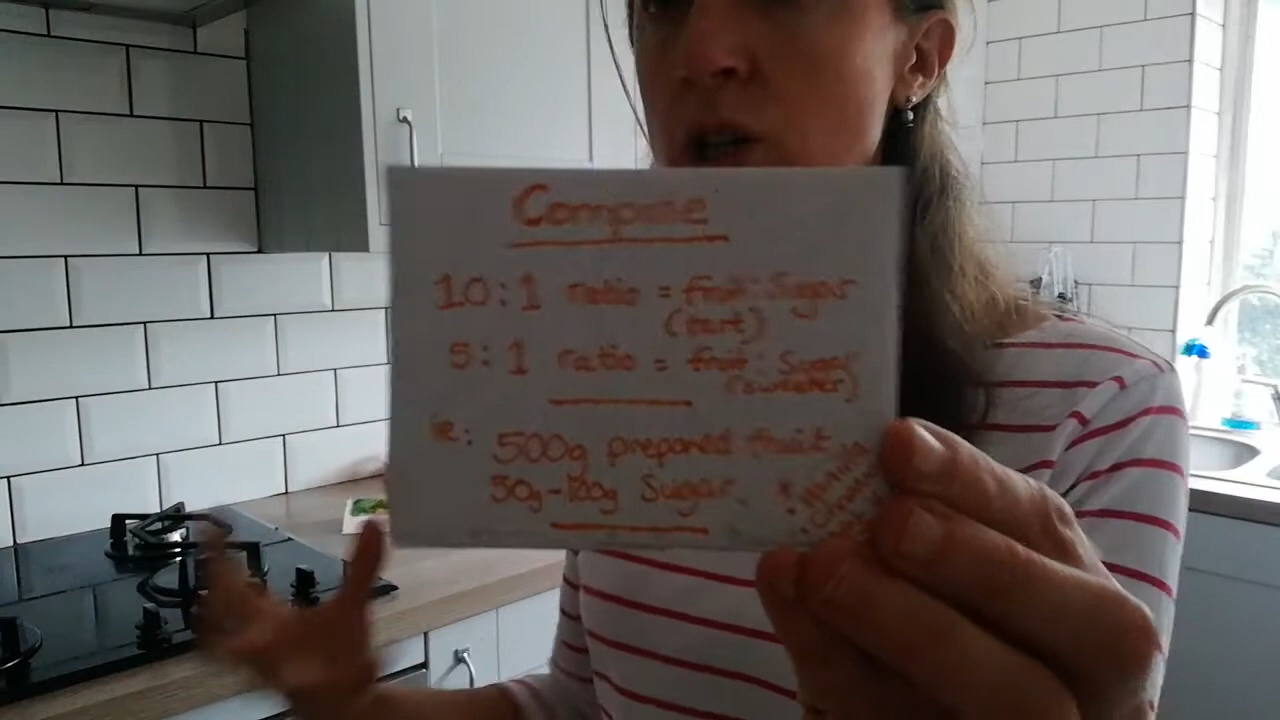 Compote
10:1 ratio = fruit: Sugar
(tart)
5:1 ratio = fruit: Sugar
(sweeter)
ie: 500g prepared fruit
50g-100g Sugar